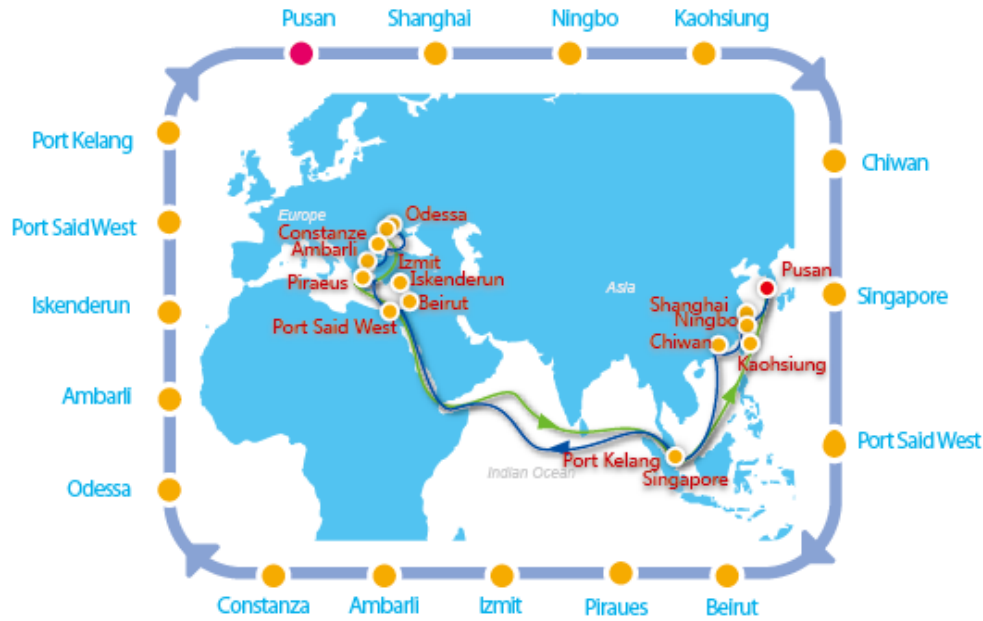 Pusan
Shanghai
Ningbo
Kaohsiung
Port Kelang
Chiwan
Port Said West
Singapore
Iskenderun
Port Said West
Ambarli
Odessa
Constanza
Ambarli
Izmit
Piraues
Beirut
Europe
Odessa
Constanze
Ambarli
Izmit
Piraeus
Iskenderun
Beirut
Port Said West
Asia
Pusan
Shanghai
Ningbo
Chiwan
Kaohsiung
Port Kelang
Indian Ocean
Singapore